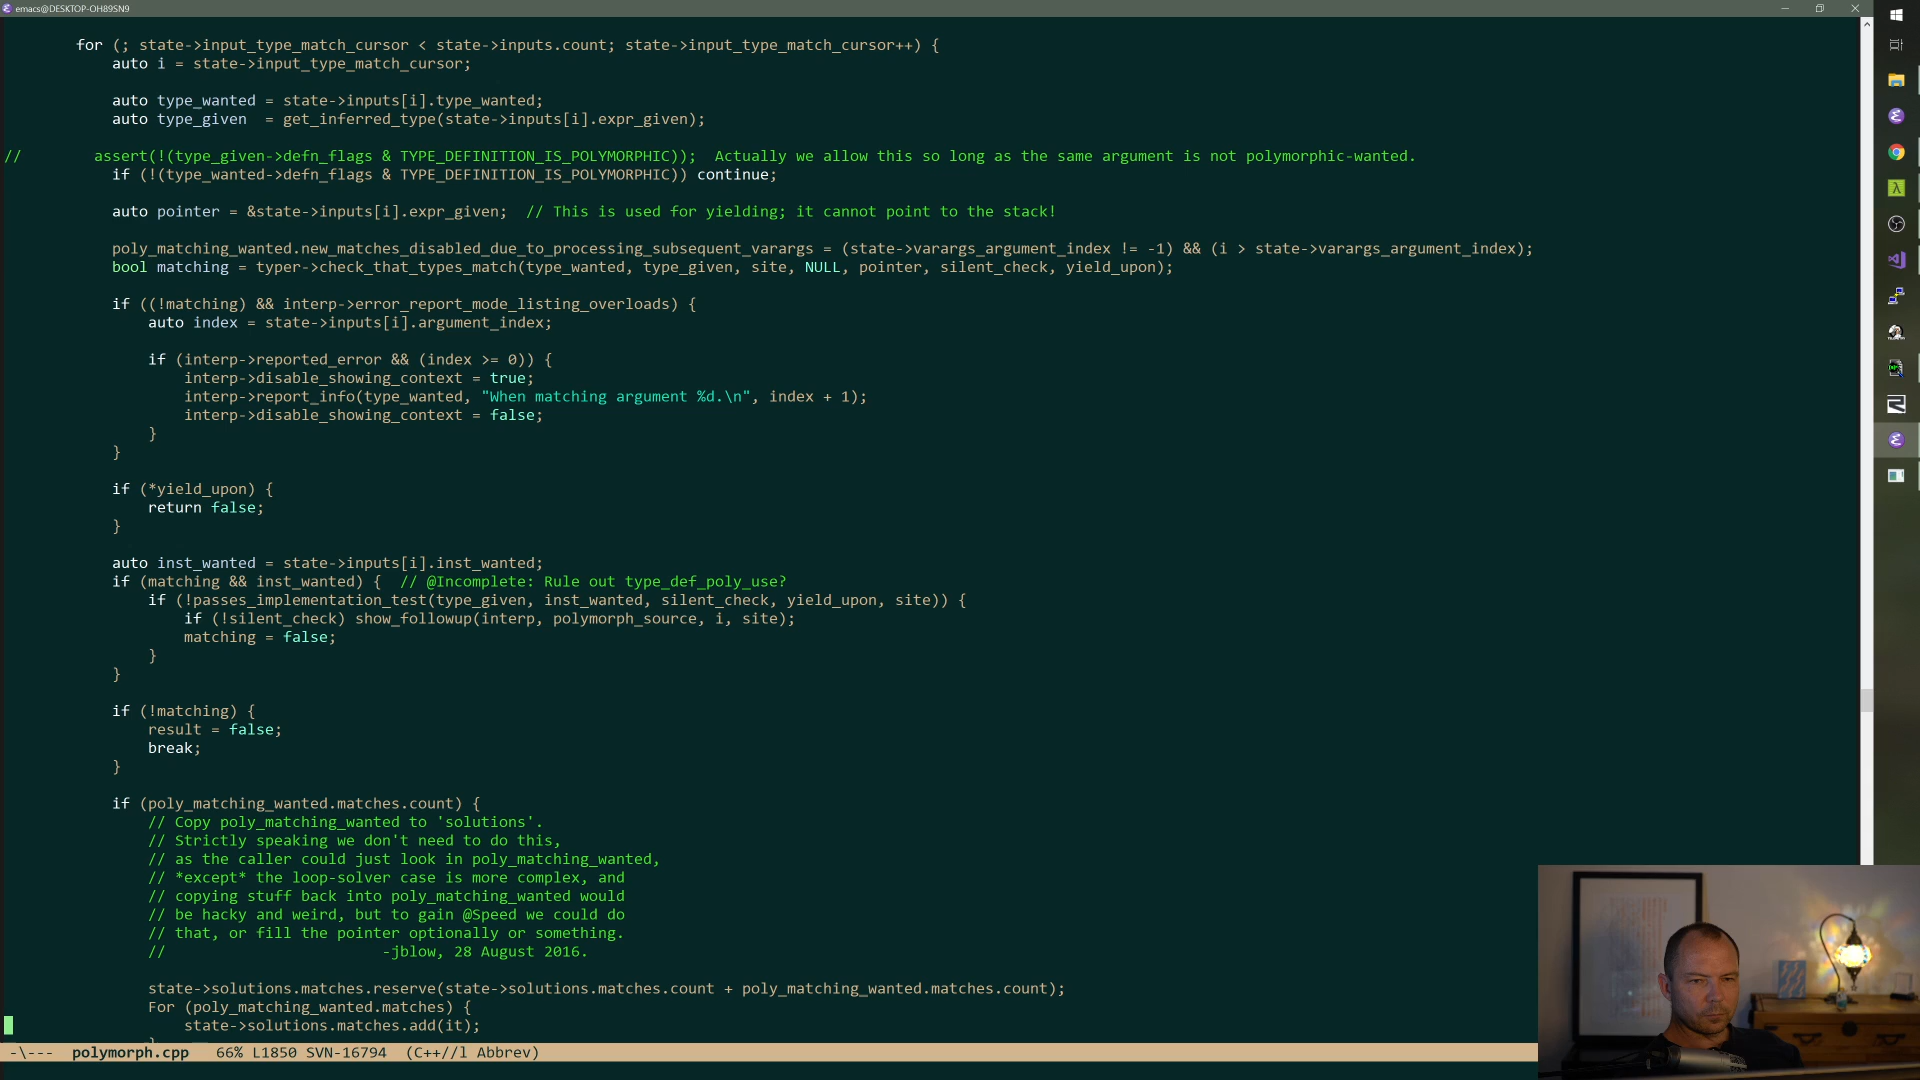 emacs@DESKTOP-OH89SN9
for (; state->input_type_match_cursor < state->inputs.count; state->input_type_match_cursor++) {
auto i = state->input_type_match_cursor;
auto type_wanted = state->inputs[i].type_wanted;
auto type_given  = get_inferred_type(state->inputs[i].expr_given);
//        assert(!(type_given->defn_flags & TYPE_DEFINITION_IS_POLYMORPHIC));  Actually we allow this so long as the same argument is not polymorphic-wanted.
if (!(type_wanted->defn_flags & TYPE_DEFINITION_IS_POLYMORPHIC)) continue;
auto pointer = &state->inputs[i].expr_given;  // This is used for yielding; it cannot point to the stack!
poly_matching_wanted.new_matches_disabled_due_to_processing_subsequent_varargs = (state->varargs_argument_index != -1) && (i > state->varargs_argument_index);
bool matching = typer->check_that_types_match(type_wanted, type_given, site, NULL, pointer, silent_check, yield_upon);
if ((!matching) && interp->error_report_mode_listing_overloads) {
auto index = state->inputs[i].argument_index;
if (interp->reported_error && (index >= 0)) {
interp->disable_showing_context = true;
interp->report_info(type_wanted, "When matching argument %d.\n", index + 1);
interp->disable_showing_context = false;
}
}
if (*yield_upon) {
return false;
}
auto inst_wanted = state->inputs[i].inst_wanted;
if (matching && inst_wanted) {  // @Incomplete: Rule out type_def_poly_use?
if (!passes_implementation_test(type_given, inst_wanted, silent_check, yield_upon, site)) {
if (!silent_check) show_followup(interp, polymorph_source, i, site);
matching = false;
}
}
if (!matching) {
result = false;
break;
}
if (poly_matching_wanted.matches.count) {
// Copy poly_matching_wanted to 'solutions'.
// Strictly speaking we don't need to do this,
// as the caller could just look in poly_matching_wanted,
// *except* the loop-solver case is more complex, and
// copying stuff back into poly_matching_wanted would
// be hacky and weird, but to gain @Speed we could do
// that, or fill the pointer optionally or something.
//                        -jblow, 28 August 2016.
state->solutions.matches.reserve(state->solutions.matches.count + poly_matching_wanted.matches.count);
For (poly_matching_wanted.matches) {
state->solutions.matches.add(it);
-\---  polymorph.cpp   66% L1850 SVN-16794  (C++//l Abbrev)